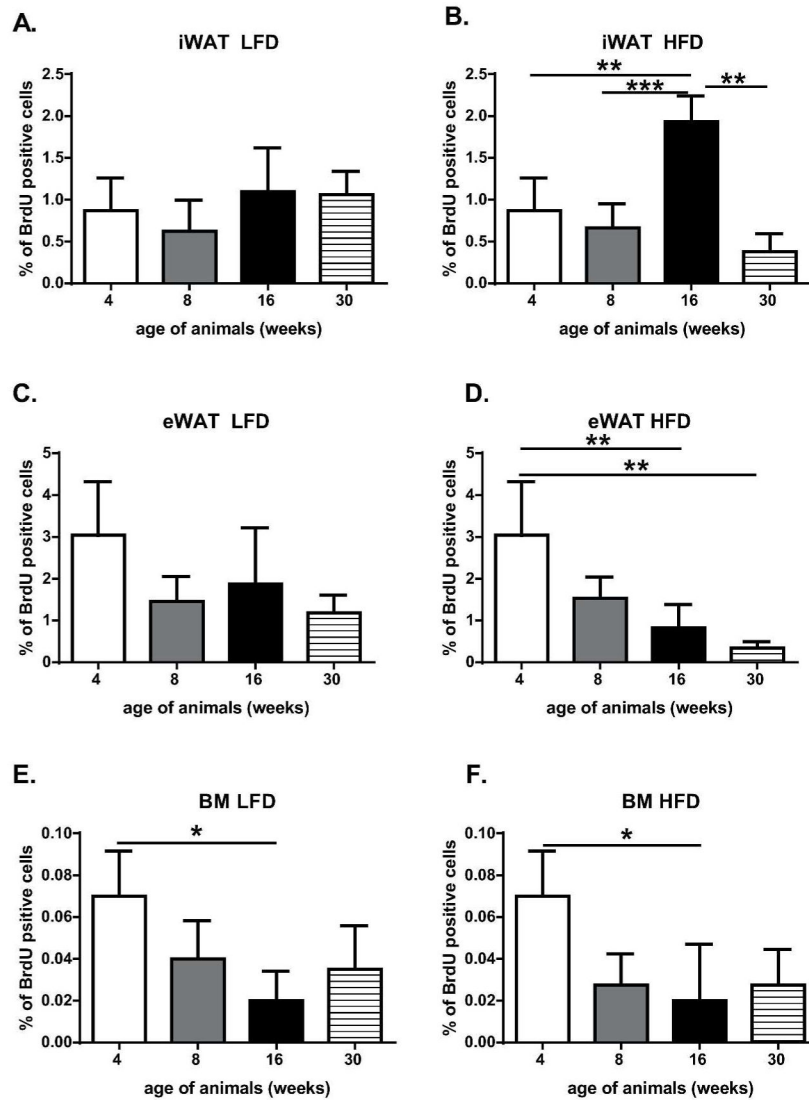 A.
iWAT LFD
% of BrdU positive cells
2.5
2.0
1.5
1.0
0.5
0.0
4 8 16 30
age of animals (weeks)
B.
iWAT HFD
% of BrdU positive cells
2.5
2.0
1.5
1.0
0.5
0.0
**
*** **
4 8 16 30
age of animals (weeks)
C.
eWAT LFD
% of BrdU positive cells
5
4
3
2
1
0
4 8 16 30
age of animals (weeks)
D.
eWAT HFD
% of BrdU positive cells
5
4
3
2
1
0
**
**
4 8 16 30
age of animals (weeks)
E.
BM LFD
% of BrdU positive cells
0.10
0.08
0.06
0.04
0.02
0.00
*
4 8 16 30
age of animals (weeks)
F.
BM HFD
% of BrdU positive cells
0.10
0.08
0.06
0.04
0.02
0.00
*
4 8 16 30
age of animals (weeks)